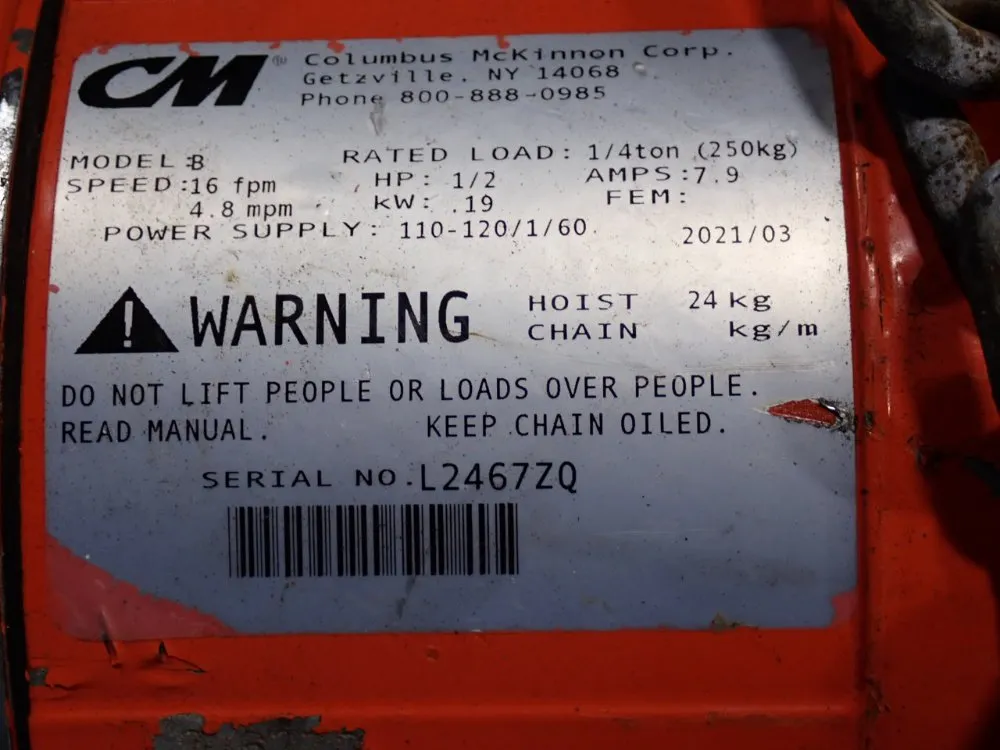 CM® Columbus McKinnon Corp.
Getzville, NY 14068
Phone 800-888-0985
MODEL:B RATED LOAD: 1/4ton (250kg)
SPEED:16 fpm HP: 1/2 AMPS:7.9
4.8 mpm KW: .19 FEM:
POWER SUPPLY: 110-120/1/60 2021/03
WARNING HOIST 24 kg
CHAIN kg/m
DO NOT LIFT PEOPLE OR LOADS OVER PEOPLE.
READ MANUAL. KEEP CHAIN OILED.
SERIAL NO.L2467ZQ